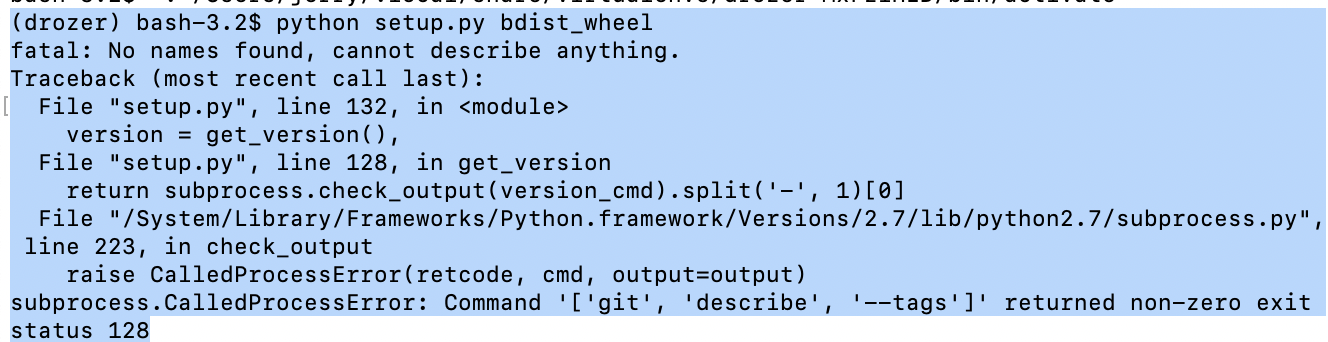 (drozer) bash-3.2$ python setup.py bdist_wheel
fatal: No names found, cannot describe anything.
Traceback (most recent call last):
[
  File "setup.py", line 132, in <module>
    version = get_version(),
  File "setup.py", line 128, in get_version
    return subprocess.check_output(version_cmd).split('-', 1)[0]
  File "/System/Library/Frameworks/Python.framework/Versions/2.7/lib/python2.7/subprocess.py",
 line 223, in check_output
    raise CalledProcessError(retcode, cmd, output=output)
subprocess.CalledProcessError: Command '['git', 'describe', '--tags']' returned non-zero exit
status 128